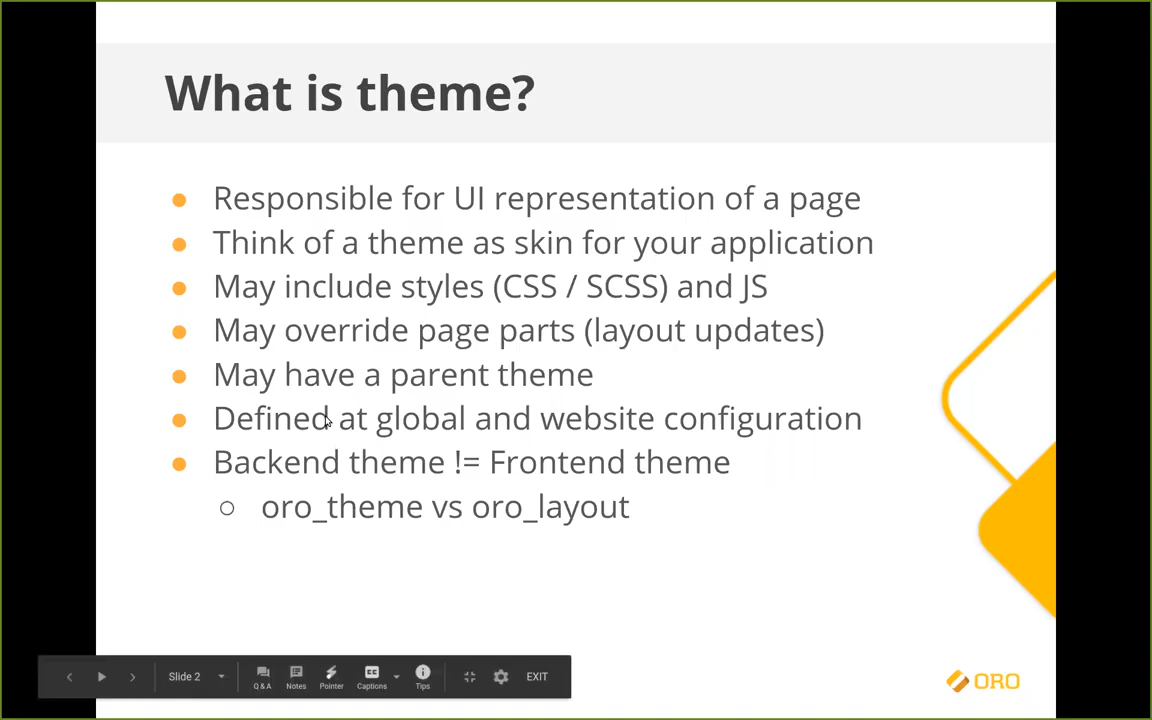 What is theme?
Responsible for UI representation of a page
Think of a theme as skin for your application
May include styles (CSS / SCSS) and JS
May override page parts (layout updates)
May have a parent theme
Defined at global and website configuration
Backend theme != Frontend theme
oro_theme vs oro_layout
Slide 2
Q & A
Notes
Pointer
CC
Captions
Tips
EXIT
ORO